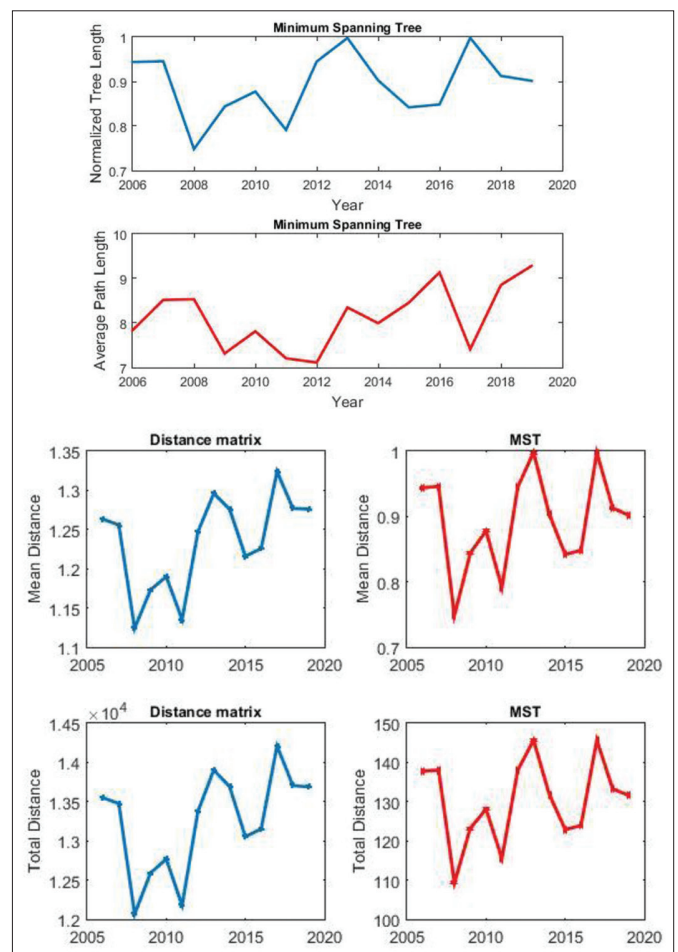 Minimum Spanning Tree
Normalized Tree Length
1
0.9
0.8
0.7
2006 2008 2010 2012 2014 2016 2018 2020
Year
Minimum Spanning Tree
Average Path Length
10
9
8
7
2006 2008 2010 2012 2014 2016 2018 2020
Year
Distance matrix
Mean Distance
1.35
1.3
1.25
1.2
1.15
1.1
2005 2010 2015 2020
MST
Mean Distance
1
0.9
0.8
0.7
2005 2010 2015 2020
Distance matrix
×10^4
Total Distance
1.45
1.4
1.35
1.3
1.25
1.2
2005 2010 2015 2020
MST
Total Distance
150
140
130
120
110
100
2005 2010 2015 2020